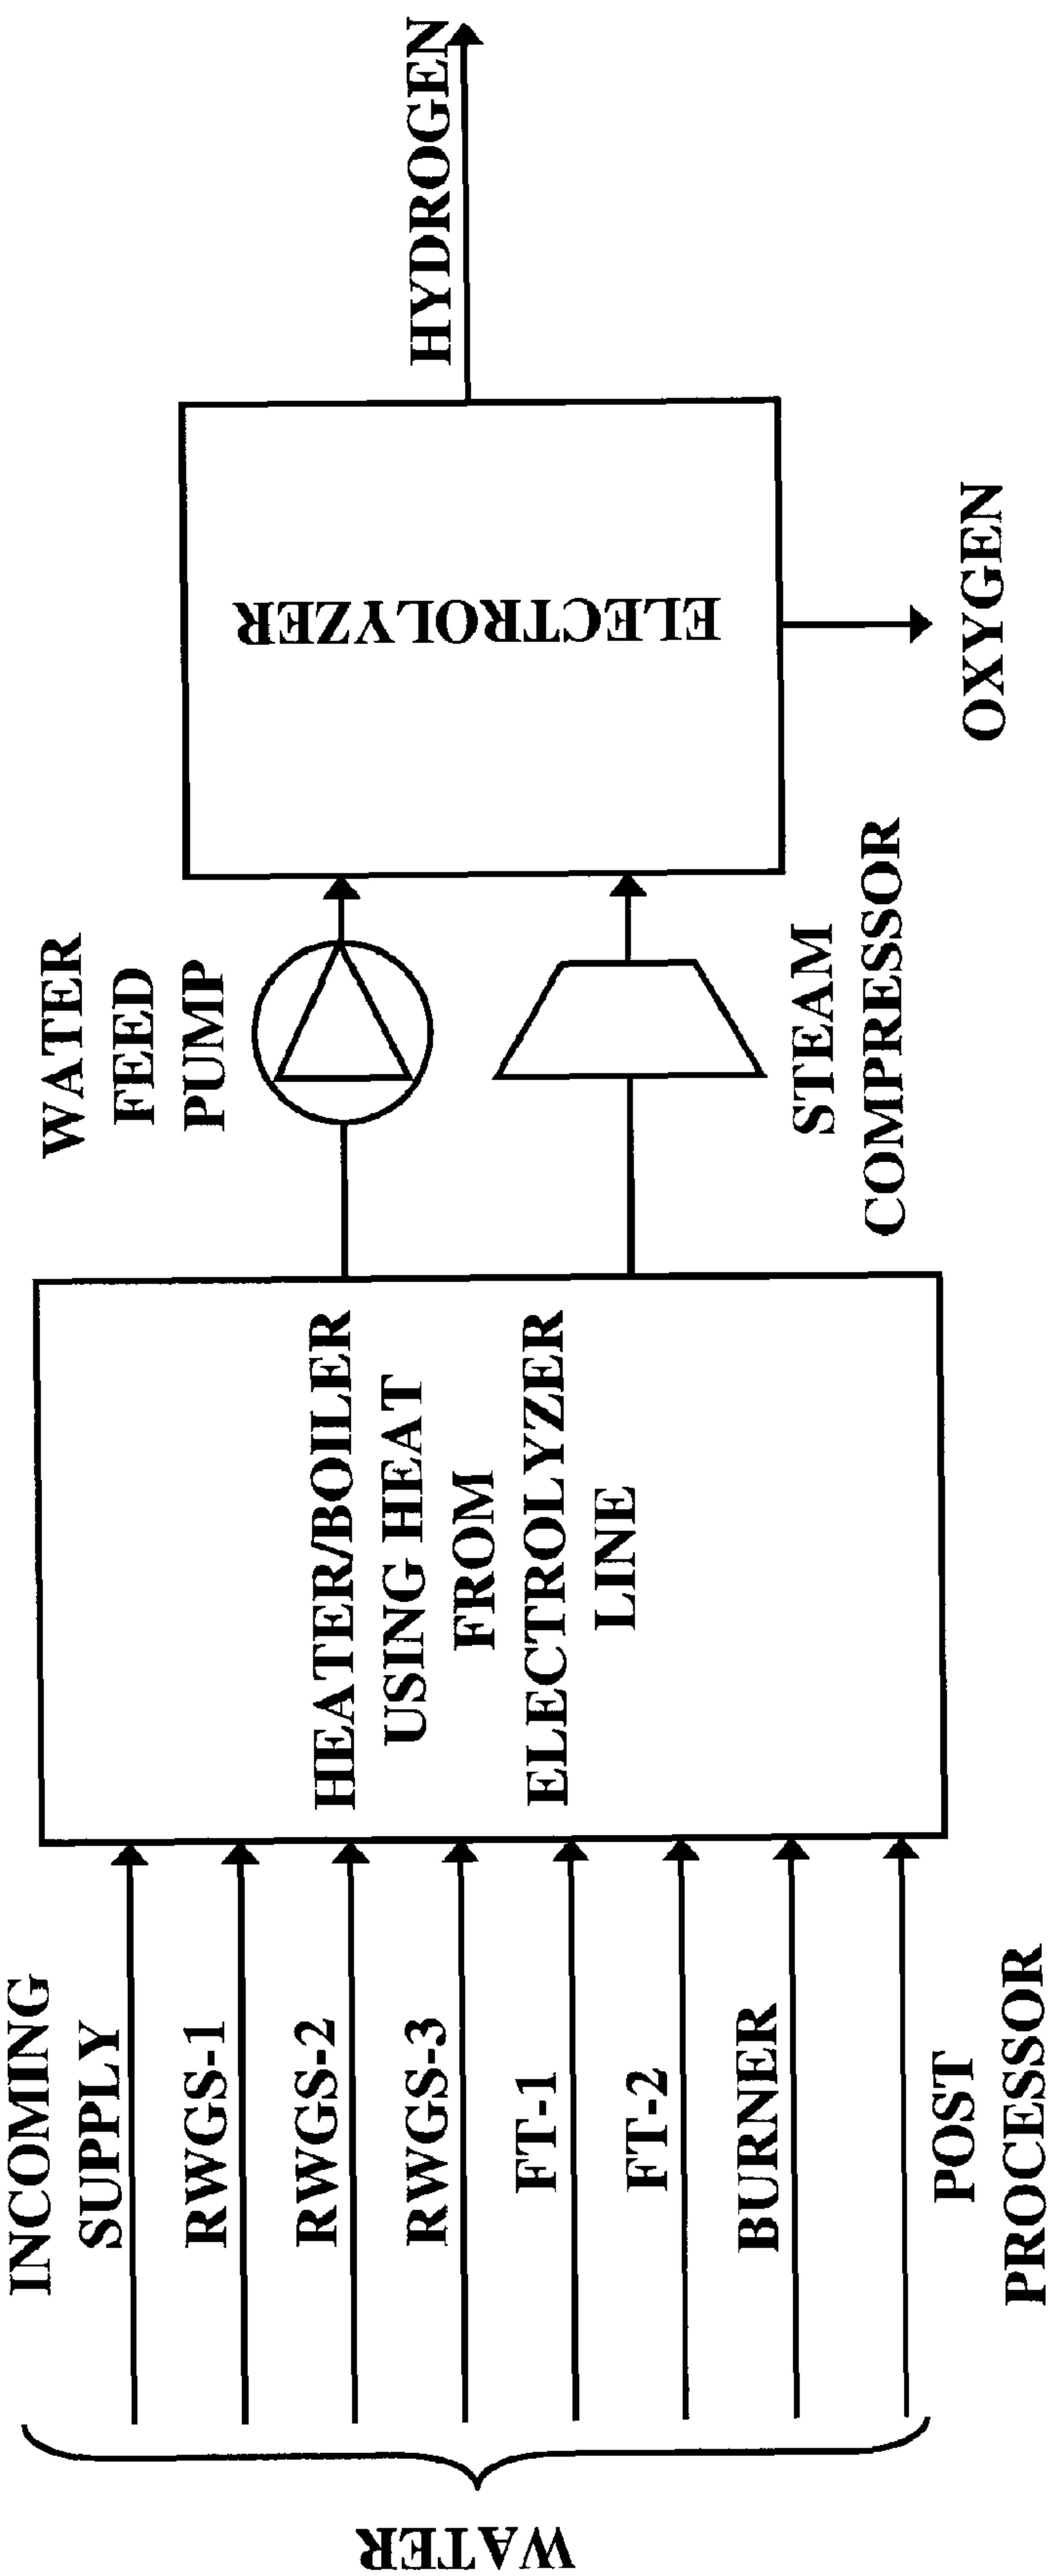 WATER
INCOMING
SUPPLY
RWGS-1
RWGS-2
RWGS-3
FT-1
FT-2
BURNER
POST
PROCESSOR
HEATER/BOILER
USING HEAT
FROM
ELECTROLYZER
LINE
WATER
FEED
PUMP
STEAM
COMPRESSOR
ELECTROLYZER
HYDROGEN
OXYGEN